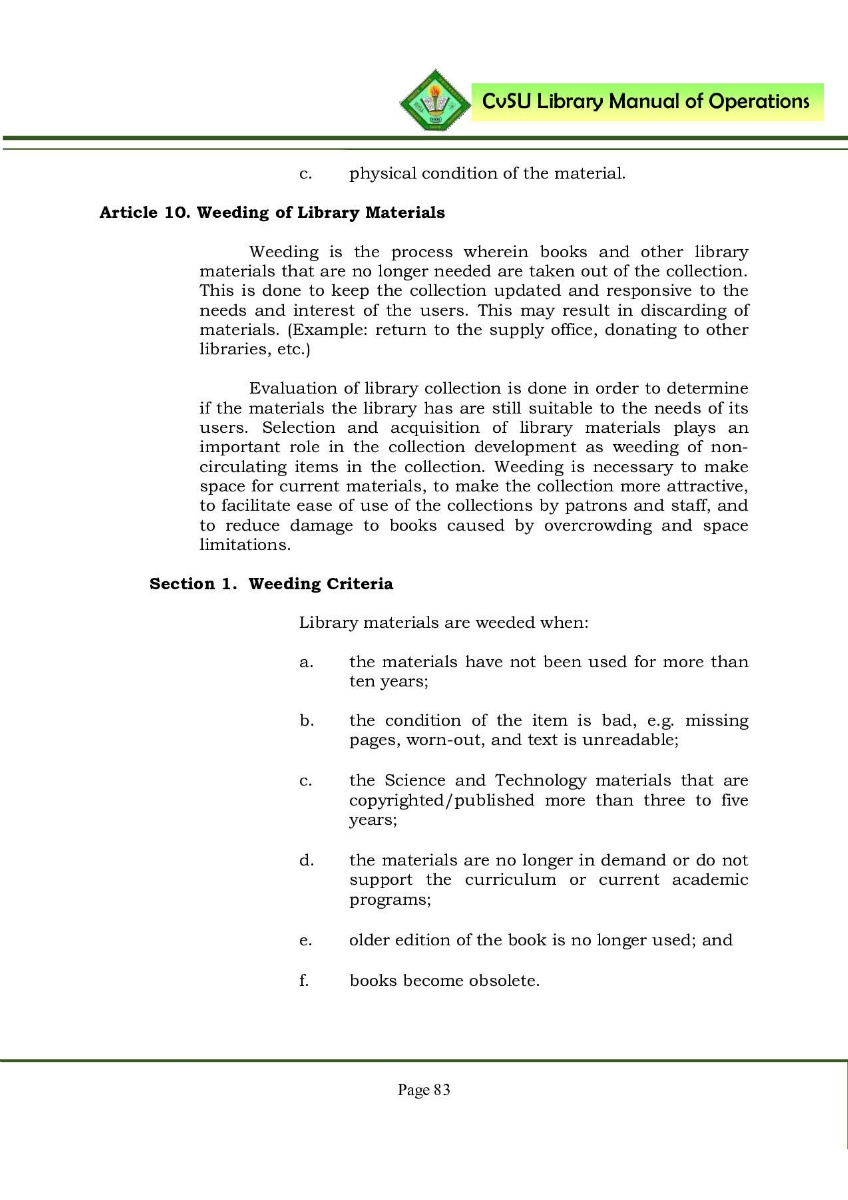 CvSU Library Manual of Operations
c. physical condition of the material.
Article 10. Weeding of Library Materials
Weeding is the process wherein books and other library
materials that are no longer needed are taken out of the collection.
This is done to keep the collection updated and responsive to the
needs and interest of the users. This may result in discarding of
materials. (Example: return to the supply office, donating to other
libraries, etc.)
Evaluation of library collection is done in order to determine
if the materials the library has are still suitable to the needs of its
users. Selection and acquisition of library materials plays an
important role in the collection development as weeding of non-
circulating items in the collection. Weeding is necessary to make
space for current materials, to make the collection more attractive,
to facilitate ease of use of the collections by patrons and staff, and
to reduce damage to books caused by overcrowding and space
limitations.
Section 1. Weeding Criteria
Library materials are weeded when:
a. the materials have not been used for more than
ten years;
b. the condition of the item is bad, e.g. missing
pages, worn-out, and text is unreadable;
c. the Science and Technology materials that are
copyrighted/published more than three to five
years;
d. the materials are no longer in demand or do not
support the curriculum or current academic
programs;
e. older edition of the book is no longer used; and
f. books become obsolete.
Page 83